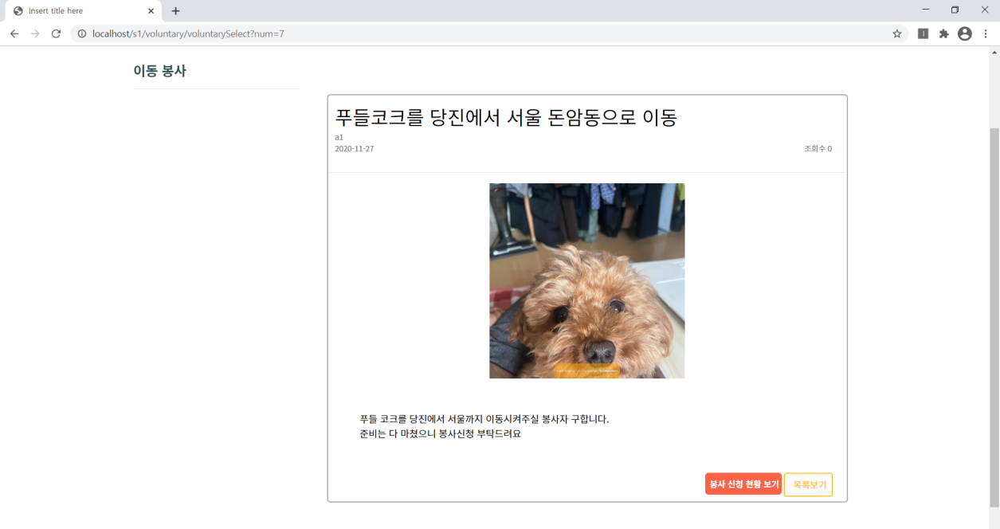 Insert title here
localhost/s1/voluntary/voluntarySelect?num=7
이동 봉사
푸들코크를 당진에서 서울 돈암동으로 이동
a1
2020-11-27
조회수 0
푸들 코크를 당진에서 서울까지 이동시켜주실 봉사자 구합니다.
준비는 다 마쳤으니 봉사신청 부탁드려요
봉사 신청 현황 보기
목록보기